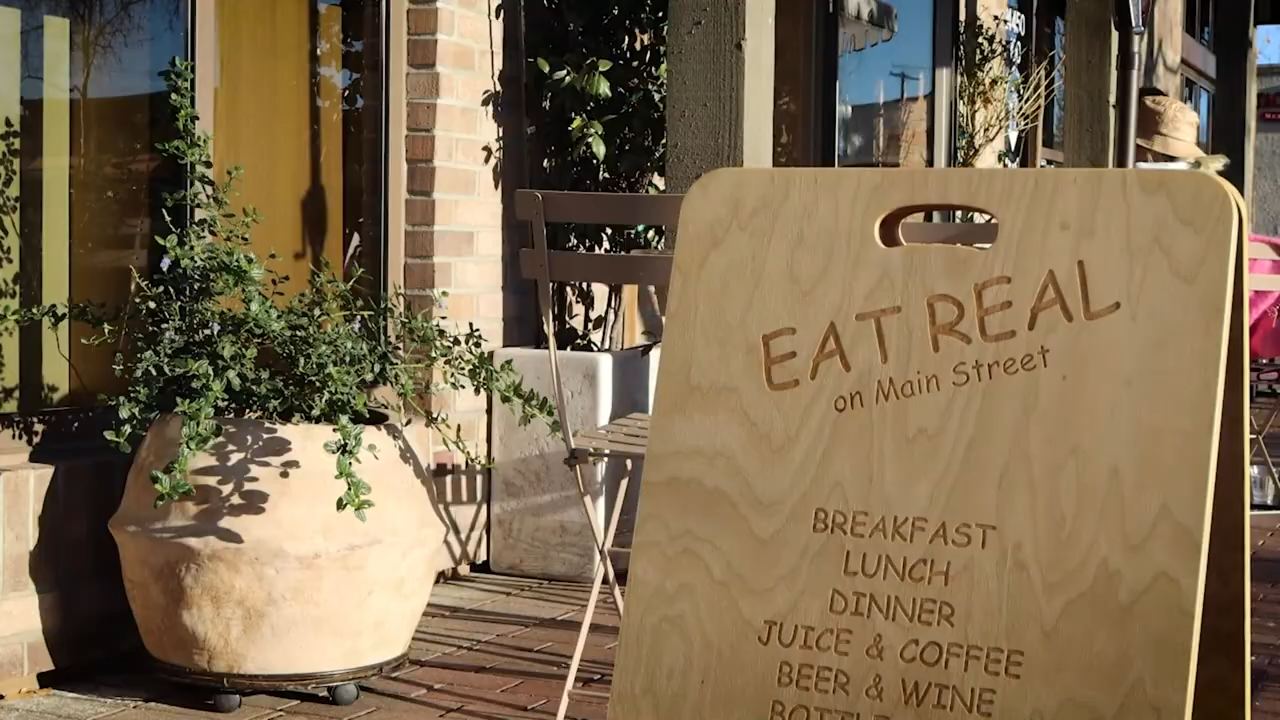 EAT REAL
on Main Street
BREAKFAST
LUNCH
DINNER
JUICE & COFFEE
BEER & WINE